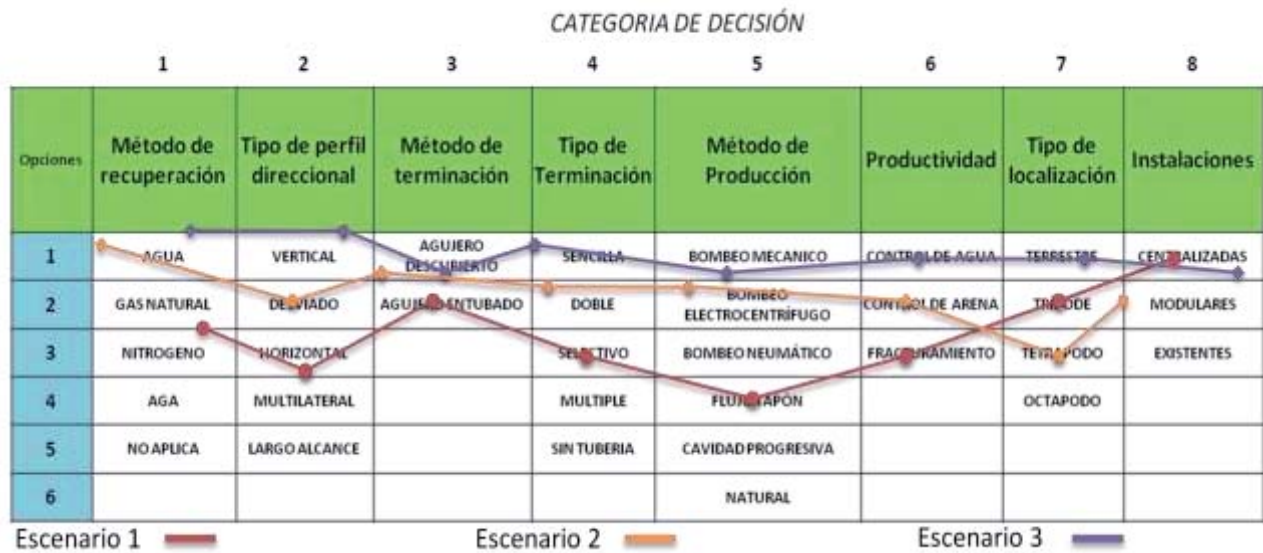 CATEGORIA DE DECISIÓN
1 2 3 4 5 6 7 8
Opciones
Método de recuperación
Tipo de perfil direccional
Método de terminación
Tipo de Terminación
Método de Producción
Productividad
Tipo de localización
Instalaciones
1 AGUA VERTICAL AGUJERO DESCUBIERTO SENCILLA BOMBEO MECANICO CONTROL DE AGUA TERRESTRE CENTRALIZADAS
2 GAS NATURAL DESVIADO AGUJERO ENTUBADO DOBLE BOMBEO ELECTROCENTRÍFUGO CONTROL DE ARENA TRIPODE MODULARES
3 NITROGENO HORIZONTAL SELECTIVO BOMBEO NEUMÁTICO FRACTURAMIENTO TETRAPODO EXISTENTES
4 AGA MULTILATERAL MULTIPLE FLUJO TAPÓN OCTAPODO
5 NO APLICA LARGO ALCANCE SIN TUBERIA CAVIDAD PROGRESIVA
6 NATURAL
Escenario 1 Escenario 2 Escenario 3